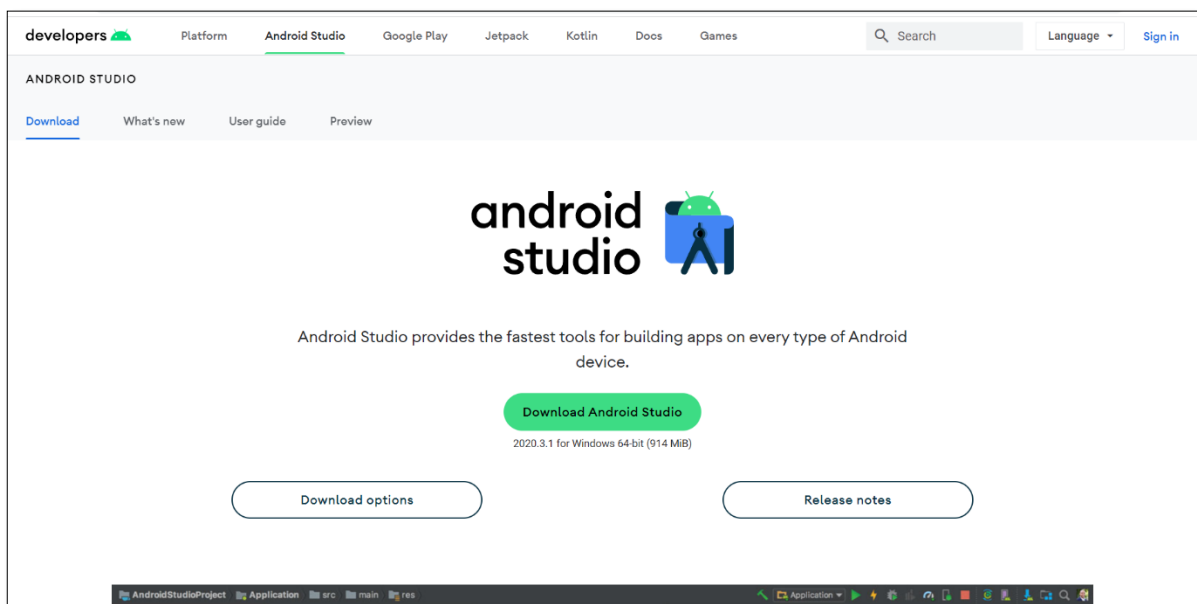 developers Platform Android Studio Google Play Jetpack Kotlin Docs Games Search Language Sign in
ANDROID STUDIO
Download What's new User guide Preview
android
studio
Android Studio provides the fastest tools for building apps on every type of Android
device.
Download Android Studio
2020.3.1 for Windows 64-bit (914 MiB)
Download options Release notes
AndroidStudioProject Application src main res Application